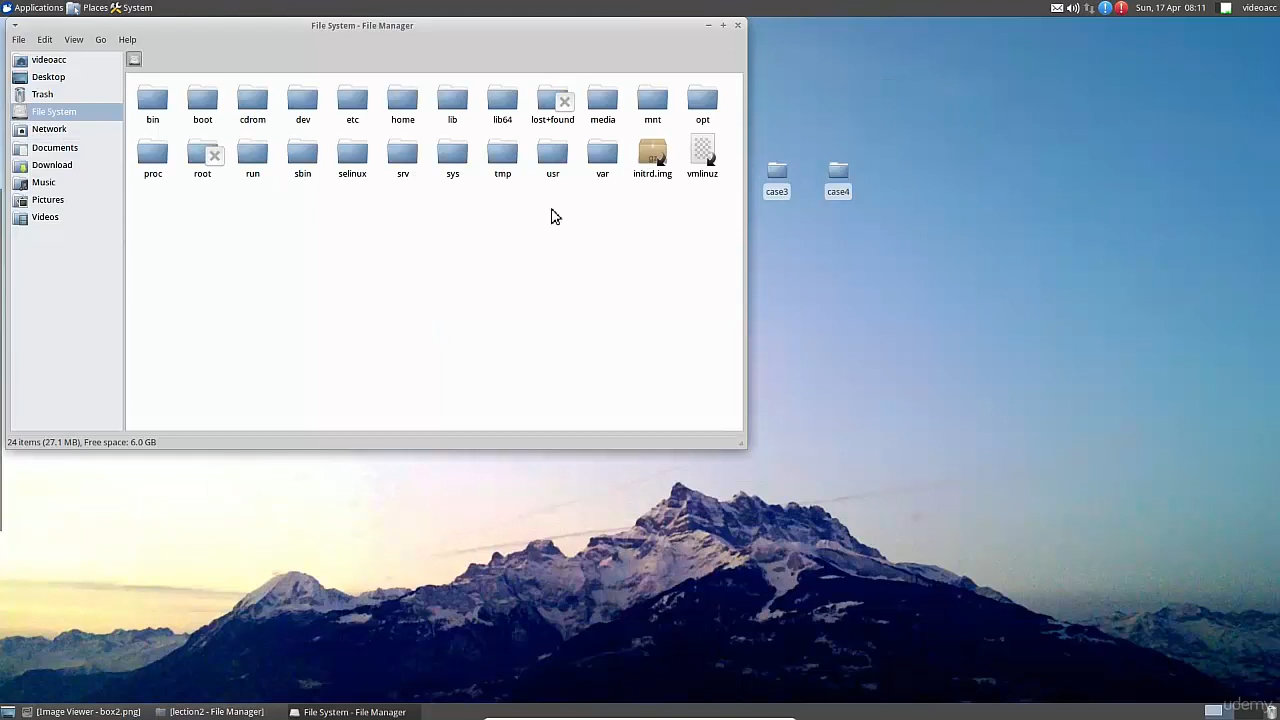 Applications Places System
Sun, 17 Apr 08:11 videoacc
File System - File Manager
File Edit View Go Help
videoacc
Desktop
Trash
File System
Network
Documents
Download
Music
Pictures
Videos
bin boot cdrom dev etc home lib lib64 lost+found media mnt opt
proc root run sbin selinux srv sys tmp usr var initrd.img vmlinuz
case3 case4
24 items (27.1 MB), Free space: 6.0 GB
[Image Viewer - box2.png] [lection2 - File Manager] File System - File Manager
udemy